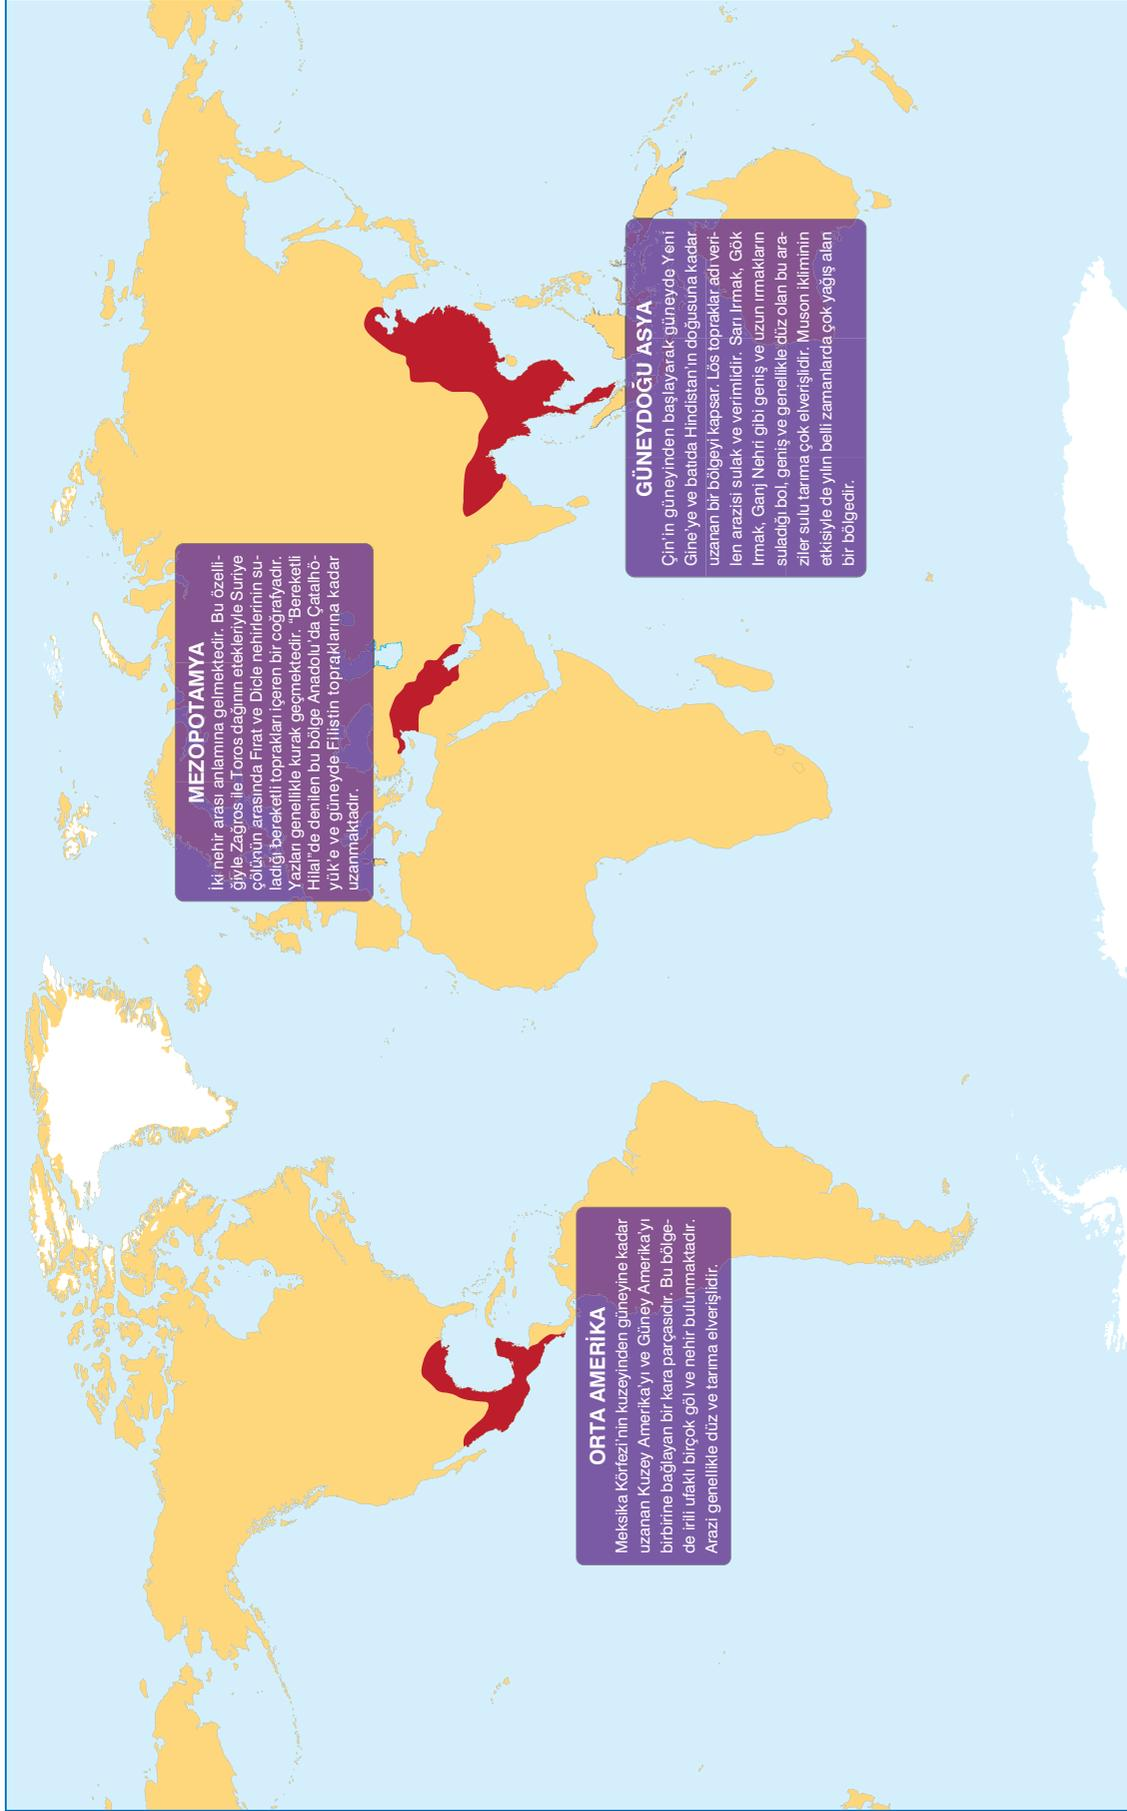 MEZOPOTAMYA
İki nehir arası anlamına gelmektedir. Bu özelli-
ğiyle Zağros ile Toros dağının etekleriyle Suriye
çölünün arasında Fırat ve Dicle nehirlerinin su-
ladığı bereketli toprakları içeren bir coğrafyadır.
Yazları genellikle kurak geçmektedir. “Bereketli
Hilal”de denilen bu bölge Anadolu’da Çatalhö-
yük’e ve güneyde Filistin topraklarına kadar
uzanmaktadır.
GÜNEYDOĞU ASYA
Çin’in güneyinden başlayarak güneyde Yeni
Gine’ye ve batıda Hindistan’ın doğusuna kadar
uzanan bir bölgeyi kapsar. Lös topraklar adı veri-
len arazisi sulak ve verimlidir. Sarı Irmak, Gök
Irmak, Ganj Nehri gibi geniş ve uzun ırmakların
suladığı bol, geniş ve genellikle düz olan bu ara-
ziler sulu tarıma çok elverişlidir. Muson ikliminin
etkisiyle de yılın belli zamanlarda çok yağış alan
bir bölgedir.
ORTA AMERİKA
Meksika Körfezi’nin kuzeyinden güneyine kadar
uzanan Kuzey Amerika’yı ve Güney Amerika’yı
birbirine bağlayan bir kara parçasıdır. Bu bölge-
de irili ufaklı birçok göl ve nehir bulunmaktadır.
Arazi genellikle düz ve tarıma elverişlidir.